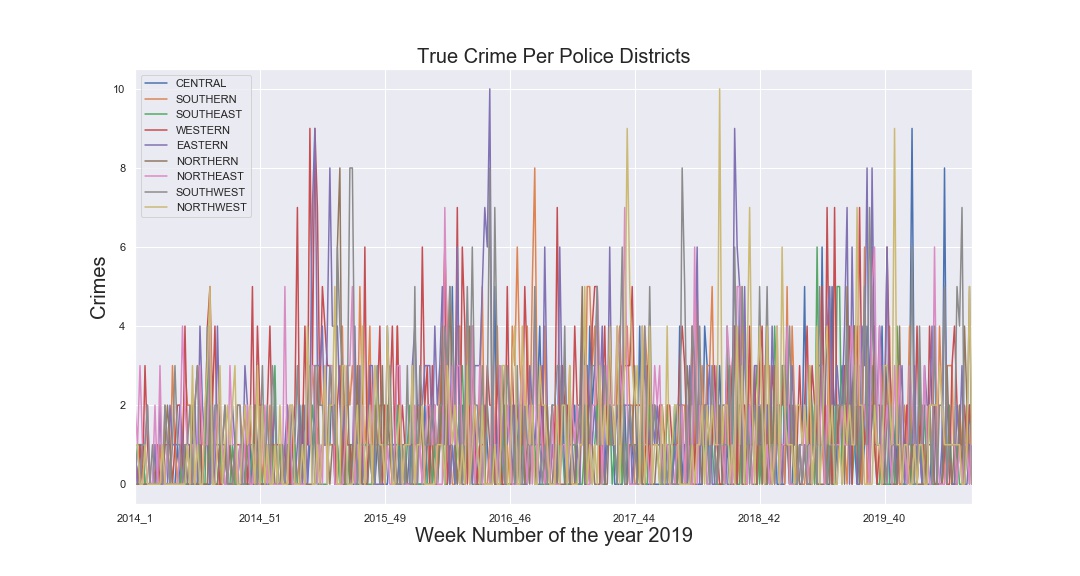 True Crime Per Police Districts
CENTRAL
SOUTHERN
SOUTHEAST
WESTERN
EASTERN
NORTHERN
NORTHEAST
SOUTHWEST
NORTHWEST
Crimes
10
8
6
4
2
0
2014_1 2014_51 2015_49 2016_46 2017_44 2018_42 2019_40
Week Number of the year 2019